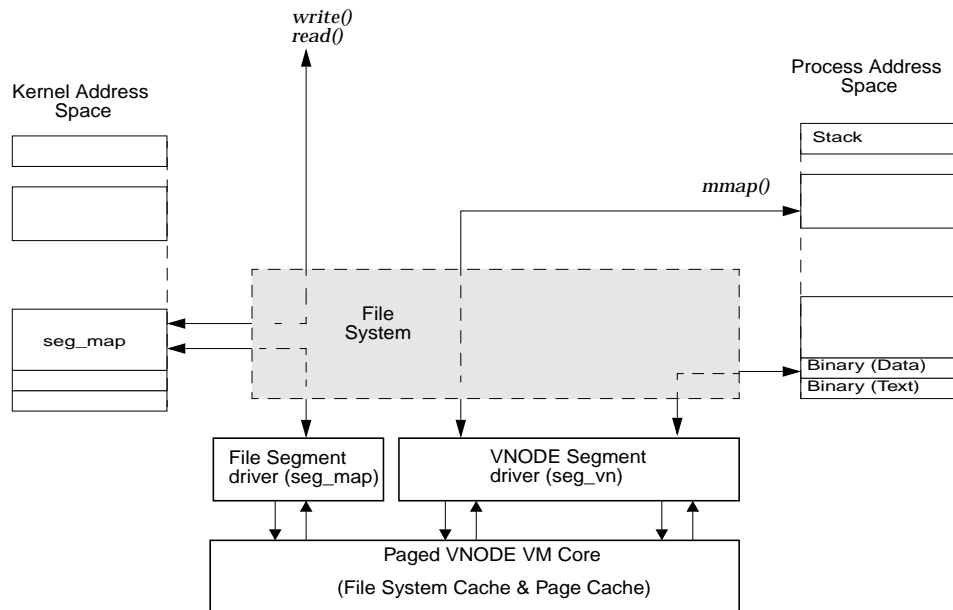 write()
read()
Kernel Address
Space
Process Address
Space
Stack
mmap()
File
System
seg_map
Binary (Data)
Binary (Text)
File Segment
driver (seg_map)
VNODE Segment
driver (seg_vn)
Paged VNODE VM Core
(File System Cache & Page Cache)